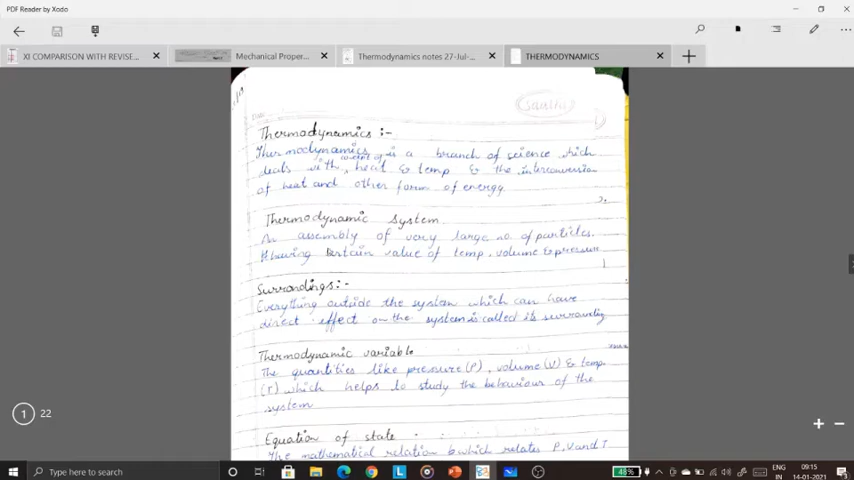 PDF Reader by Xodo
XI COMPARISON WITH REVISE...
Mechanical Proper...
Thermodynamics notes 27-Jul-...
THERMODYNAMICS
Thermodynamics :-
Thermodynamics is a branch of science which
deals with concept of heat & temp & the interconversion
of heat and other form of energy.
Thermodynamic system.
An assembly of very large no. of particles.
having certain value of temp, volume & pressure
Surrondings :-
Everything outside the system which can have
direct effect on the system is called its surrounding
Thermodynamic variable
The quantities like pressure (P), volume (V) & temp.
(T) which helps to study the behaviour of the
system
Equation of state :
The mathematical relation which relates P, V and T
1 22
Type here to search
48%
ENG
IN
09:15
14-01-2021